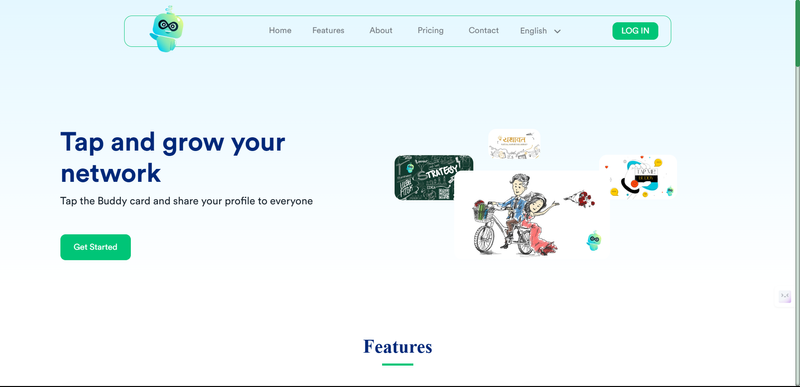 Home Features About Pricing Contact English LOG IN
Tap and grow your
network
Tap the Buddy card and share your profile to everyone
Get Started
STRATEGY
Features